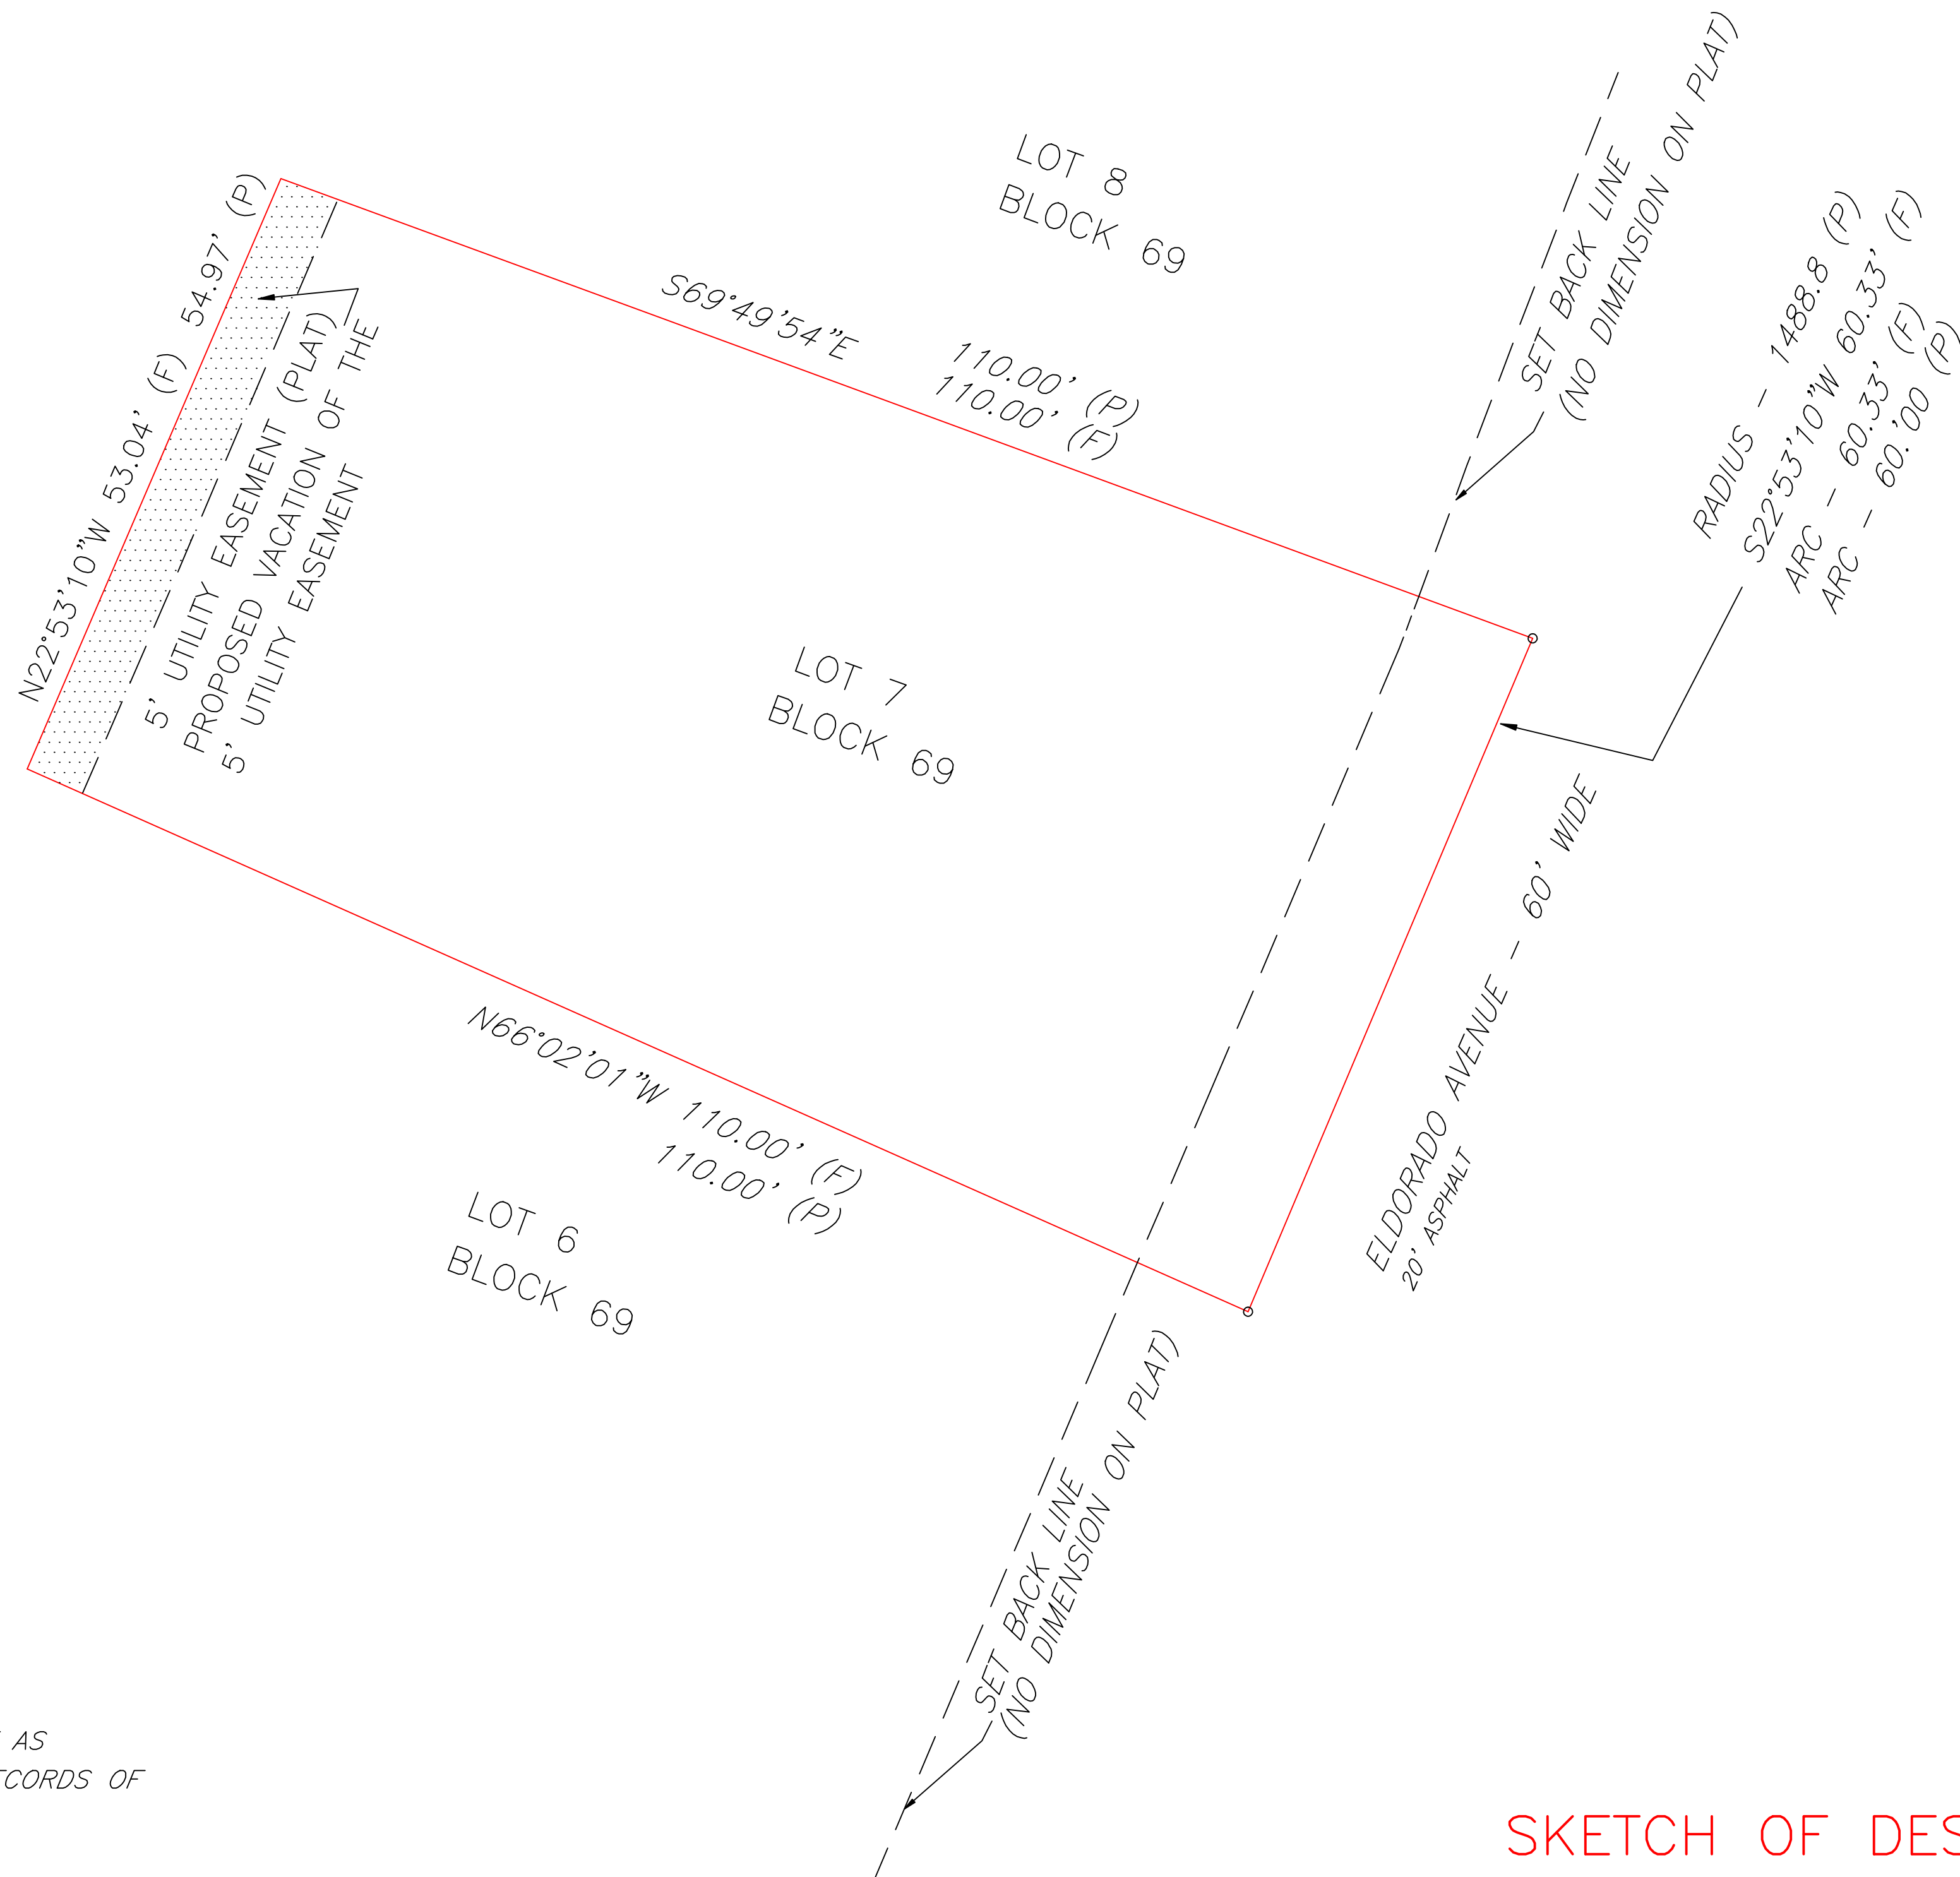 LOT 8
BLOCK 69
SET BACK LINE
(NO DIMENSION ON PLAT)
RADIUS – 1488.8 (P)
S22°53'10"W 60.33' (F)
ARC – 60.33' (F)
ARC – 60.'00 (P)
N22°53'10"W 53.04' (F) 54.97' (P)
5' UTILITY EASEMENT (PLAT)
PROPOSED VACATION OF THE
5' UTILITY EASEMENT
S69°49'54"E 110.00' (P)
110.00' (F)
LOT 7
BLOCK 69
N66°02'01"W 110.00' (F)
110.00' (P)
ELDORADO AVENUE – 60' WIDE
20' ASPHALT
LOT 6
BLOCK 69
SET BACK LINE
(NO DIMENSION ON PLAT)
AS
CORDS OF
SKETCH OF DES